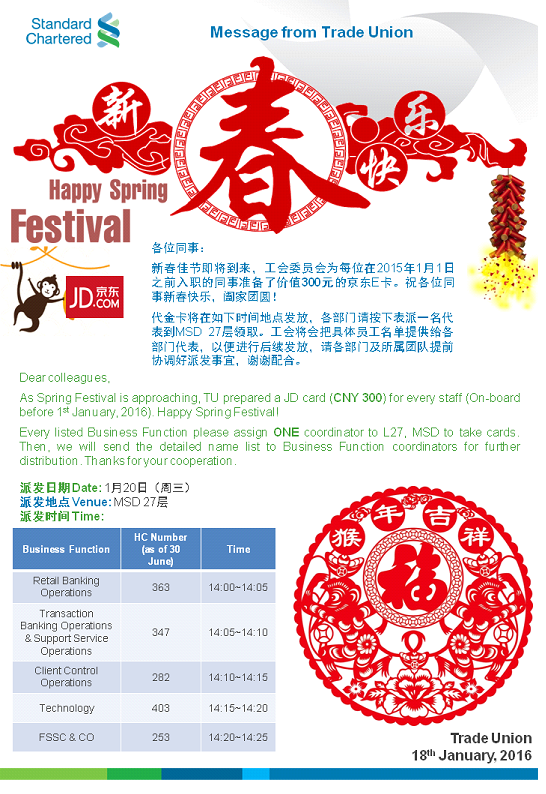 Standard
Chartered
Message from Trade Union
新 春 快 乐
Happy Spring
Festival
JD 京东
.COM
各位同事：
新春佳节即将到来，工会委员会为每位在2015年1月1日
之前入职的同事准备了价值300元的京东E卡。祝各位同
事新春快乐，阖家团圆！
代金卡将在如下时间地点发放，各部门请按下表派一名代
表到MSD 27层领取。工会将会把具体员工名单提供给各
部门代表，以便进行后续发放，请各部门及所属团队提前
协调好派发事宜，谢谢配合。
Dear colleagues,
As Spring Festival is approaching, TU prepared a JD card (CNY 300) for every staff (On-board
before 1st January, 2016). Happy Spring Festival!
Every listed Business Function please assign ONE coordinator to L27, MSD to take cards.
Then, we will send the detailed name list to Business Function coordinators for further
distribution. Thanks for your cooperation.
派发日期Date: 1月20日（周三）
派发地点Venue: MSD 27层
派发时间Time:
Business Function HC Number (as of 30 June) Time
Retail Banking Operations 363 14:00~14:05
Transaction Banking Operations & Support Service Operations 347 14:05~14:10
Client Control Operations 282 14:10~14:15
Technology 403 14:15~14:20
FSSC & CO 253 14:20~14:25
猴年吉祥
福
Trade Union
18th January, 2016